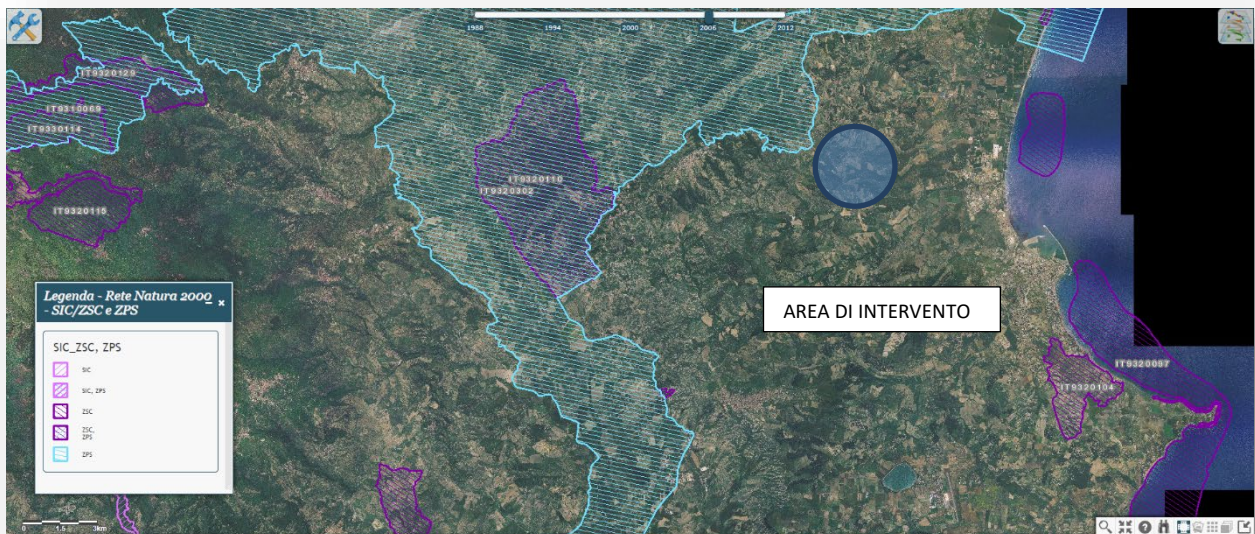 1988 1994 2000 2006 2012
IT9320129
IT9310069
IT9330114
IT9320110
IT9320302
IT9320115
Legenda - Rete Natura 2000
- SIC/ZSC e ZPS
SIC_ZSC, ZPS
SIC
SIC, ZPS
ZSC
ZSC,
ZPS
ZPS
AREA DI INTERVENTO
IT9320097
IT9320104
0 1.5 3km